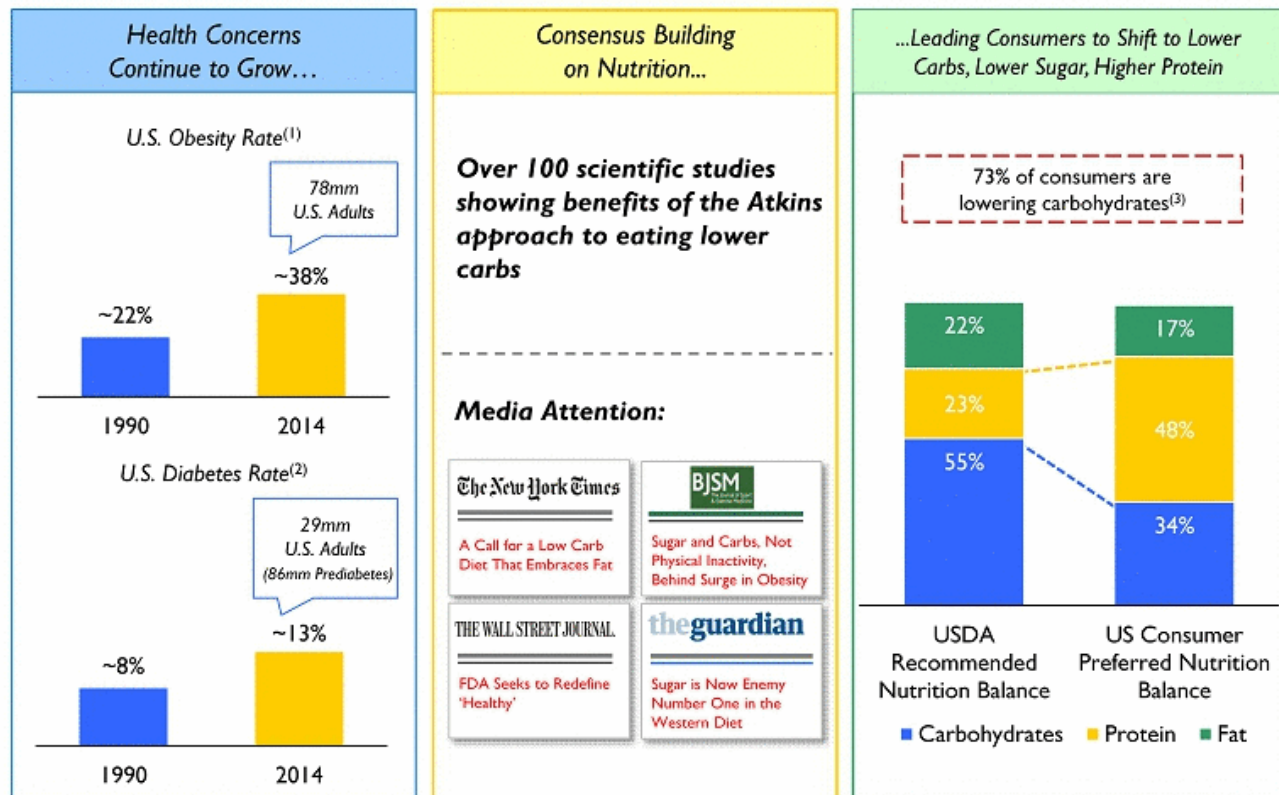 Health Concerns
Continue to Grow…
U.S. Obesity Rate(1)
78mm
U.S. Adults
~22%
~38%
1990
2014
U.S. Diabetes Rate(2)
29mm
U.S. Adults
(86mm Prediabetes)
~8%
~13%
1990
2014
Consensus Building
on Nutrition...
Over 100 scientific studies
showing benefits of the Atkins
approach to eating lower
carbs
Media Attention:
The New York Times
A Call for a Low Carb
Diet That Embraces Fat
BJSM
Sugar and Carbs, Not
Physical Inactivity,
Behind Surge in Obesity
THE WALL STREET JOURNAL.
FDA Seeks to Redefine
'Healthy'
theguardian
Sugar is Now Enemy
Number One in the
Western Diet
...Leading Consumers to Shift to Lower
Carbs, Lower Sugar, Higher Protein
73% of consumers are
lowering carbohydrates(3)
22%
23%
55%
17%
48%
34%
USDA
Recommended
Nutrition Balance
US Consumer
Preferred Nutrition
Balance
Carbohydrates
Protein
Fat